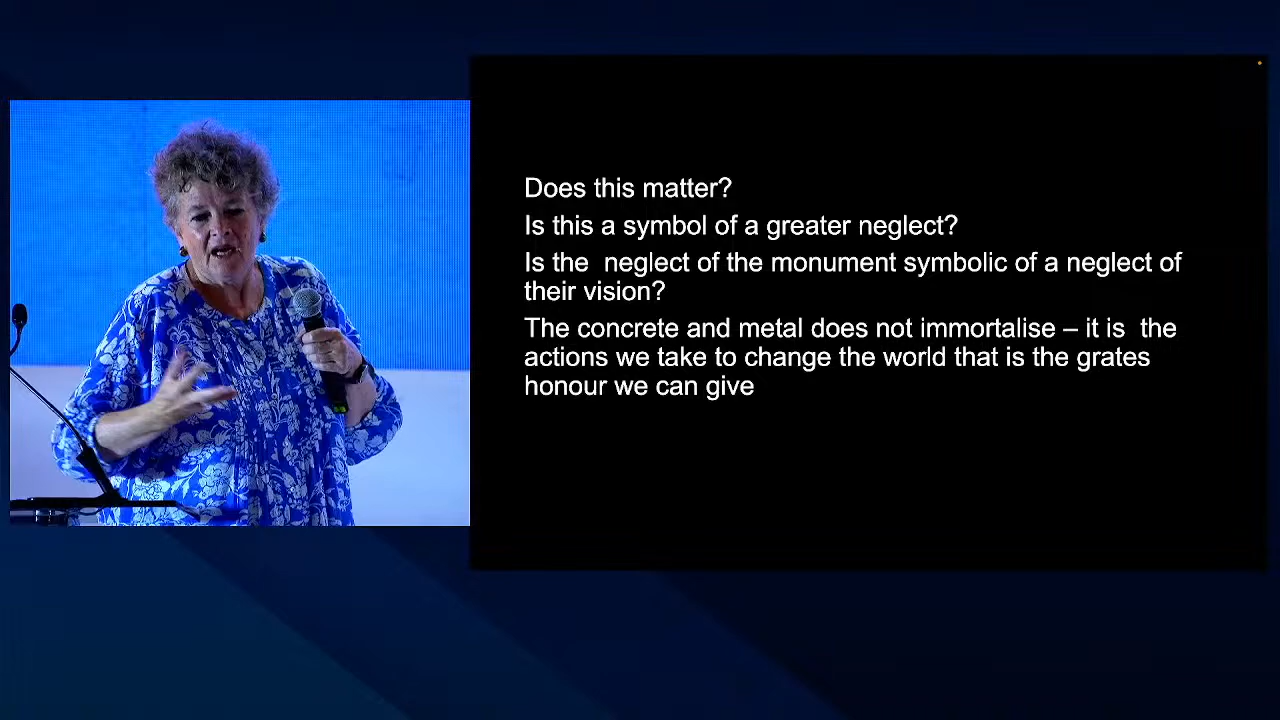 Does this matter?
Is this a symbol of a greater neglect?
Is the  neglect of the monument symbolic of a neglect of
their vision?
The concrete and metal does not immortalise – it is  the
actions we take to change the world that is the grates
honour we can give